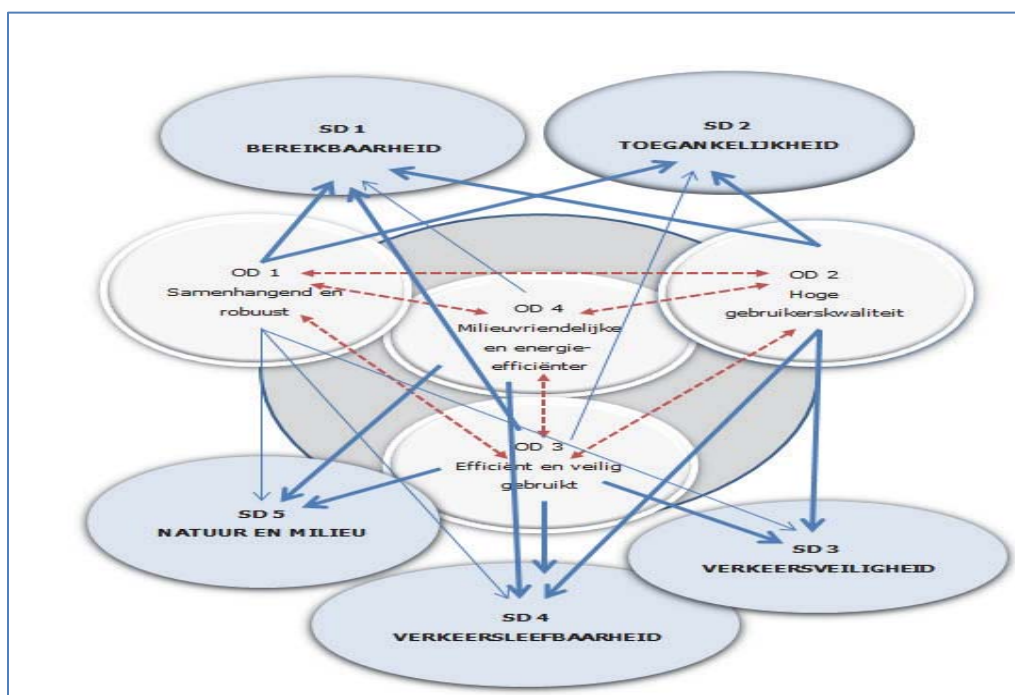 SD 1
BEREIKBAARHEID
SD 2
TOEGANKELIJKHEID
OD 1
Samenhangend en
robuust
OD 2
Hoge
gebruikerskwaliteit
OD 4
Milieuvriendelijke
en energie-
efficiënter
OD 3
Efficiënt en veilig
gebruikt
SD 5
NATUUR EN MILIEU
SD 3
VERKEERSVEILIGHEID
SD 4
VERKEERSLEEFBAARHEID